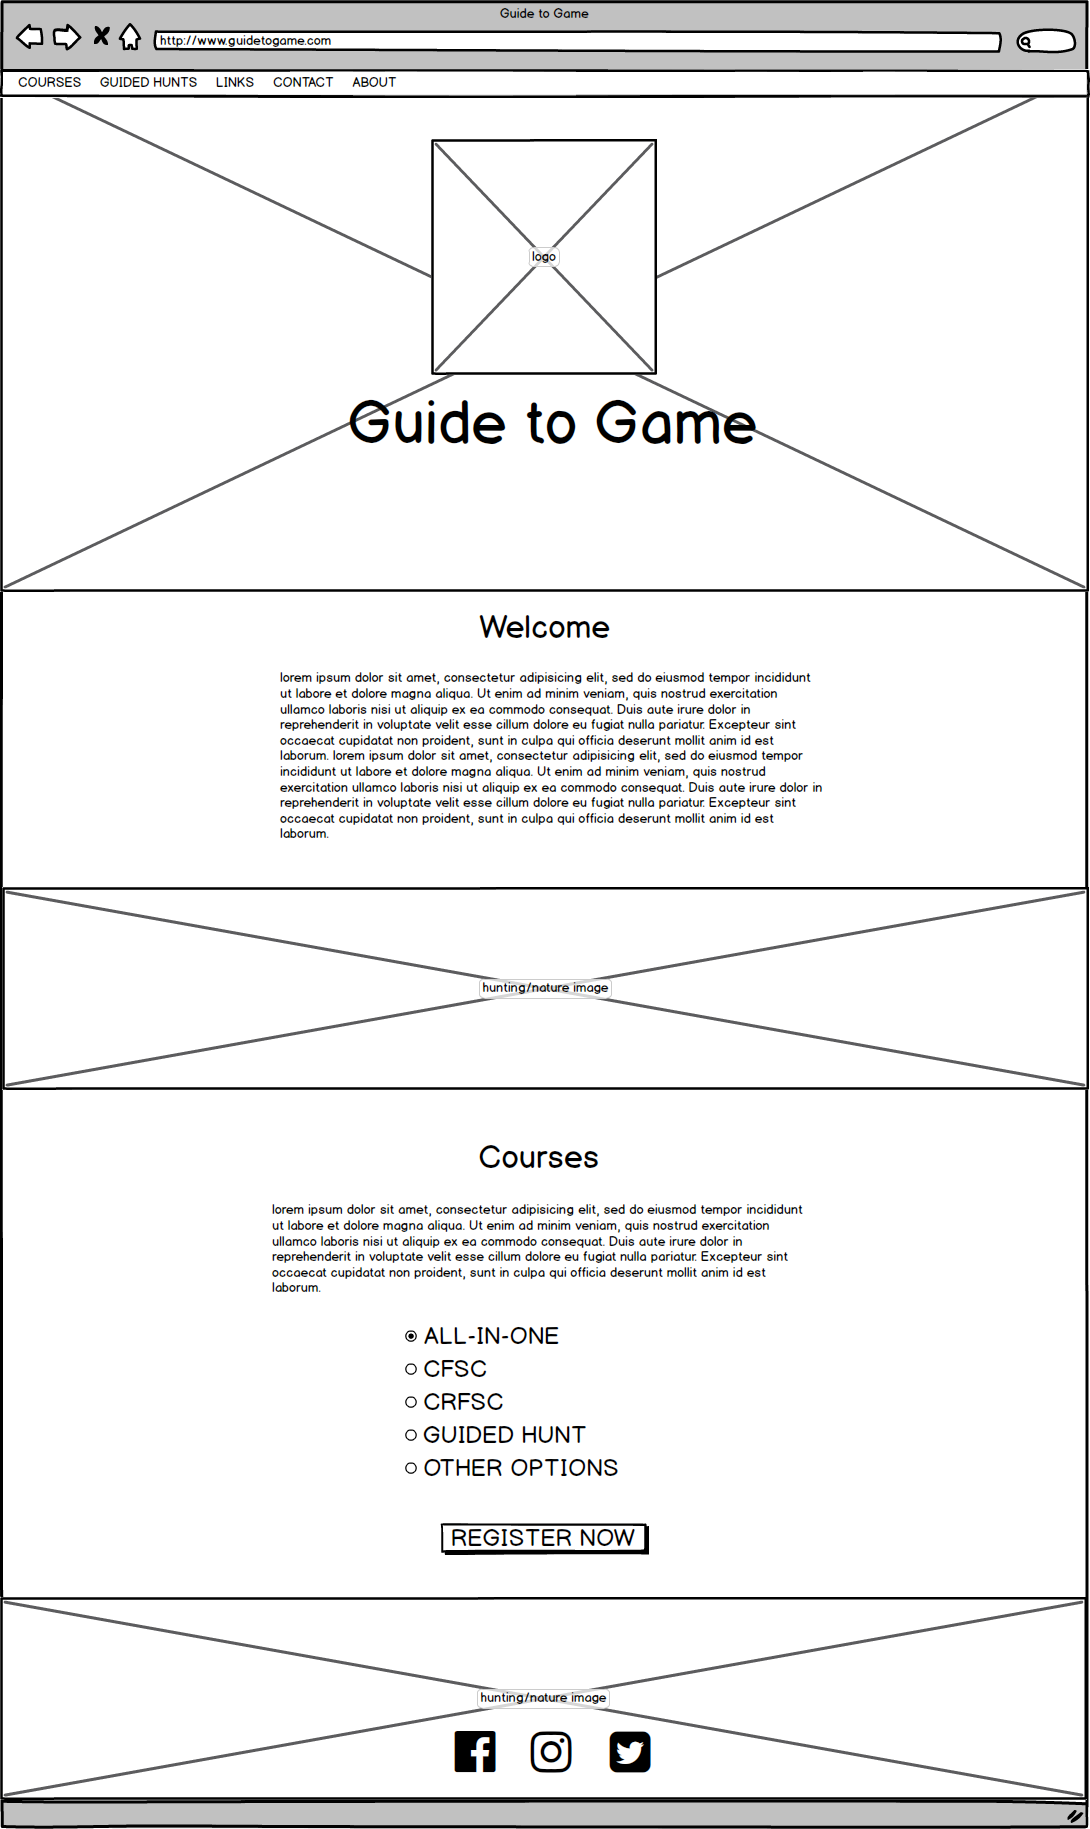 Guide to Game
http://www.guidetogame.com
COURSES GUIDED HUNTS LINKS CONTACT ABOUT
logo
Guide to Game
Welcome
lorem ipsum dolor sit amet, consectetur adipisicing elit, sed do eiusmod tempor incididunt
ut labore et dolore magna aliqua. Ut enim ad minim veniam, quis nostrud exercitation
ullamco laboris nisi ut aliquip ex ea commodo consequat. Duis aute irure dolor in
reprehenderit in voluptate velit esse cillum dolore eu fugiat nulla pariatur. Excepteur sint
occaecat cupidatat non proident, sunt in culpa qui officia deserunt mollit anim id est
laborum. lorem ipsum dolor sit amet, consectetur adipisicing elit, sed do eiusmod tempor
incididunt ut labore et dolore magna aliqua. Ut enim ad minim veniam, quis nostrud
exercitation ullamco laboris nisi ut aliquip ex ea commodo consequat. Duis aute irure dolor in
reprehenderit in voluptate velit esse cillum dolore eu fugiat nulla pariatur. Excepteur sint
occaecat cupidatat non proident, sunt in culpa qui officia deserunt mollit anim id est
laborum.
hunting/nature image
Courses
lorem ipsum dolor sit amet, consectetur adipisicing elit, sed do eiusmod tempor incididunt
ut labore et dolore magna aliqua. Ut enim ad minim veniam, quis nostrud exercitation
ullamco laboris nisi ut aliquip ex ea commodo consequat. Duis aute irure dolor in
reprehenderit in voluptate velit esse cillum dolore eu fugiat nulla pariatur. Excepteur sint
occaecat cupidatat non proident, sunt in culpa qui officia deserunt mollit anim id est
laborum.
ALL-IN-ONE
CFSC
CRFSC
GUIDED HUNT
OTHER OPTIONS
REGISTER NOW
hunting/nature image